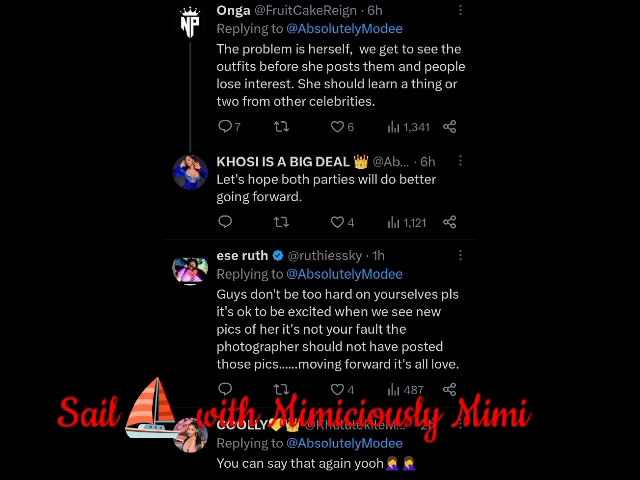 Onga @FruitCakeReign · 6h
NP
Replying to @AbsolutelyModee
The problem is herself, we get to see the
outfits before she posts them and people
lose interest. She should learn a thing or
two from other celebrities.
7 6 1,341
KHOSI IS A BIG DEAL 👑 @Ab... · 6h
Let's hope both parties will do better
going forward.
4 1,121
ese ruth @ruthiessky · 1h
Replying to @AbsolutelyModee
Guys don't be too hard on yourselves pls
it's ok to be excited when we see new
pics of her it's not your fault the
photographer should not have posted
those pics......moving forward it's all love.
4 487
Sail with Mimiciously Mimi
COOLLY
Replying to @AbsolutelyModee
You can say that again yooh🤦‍♀️🤦‍♀️